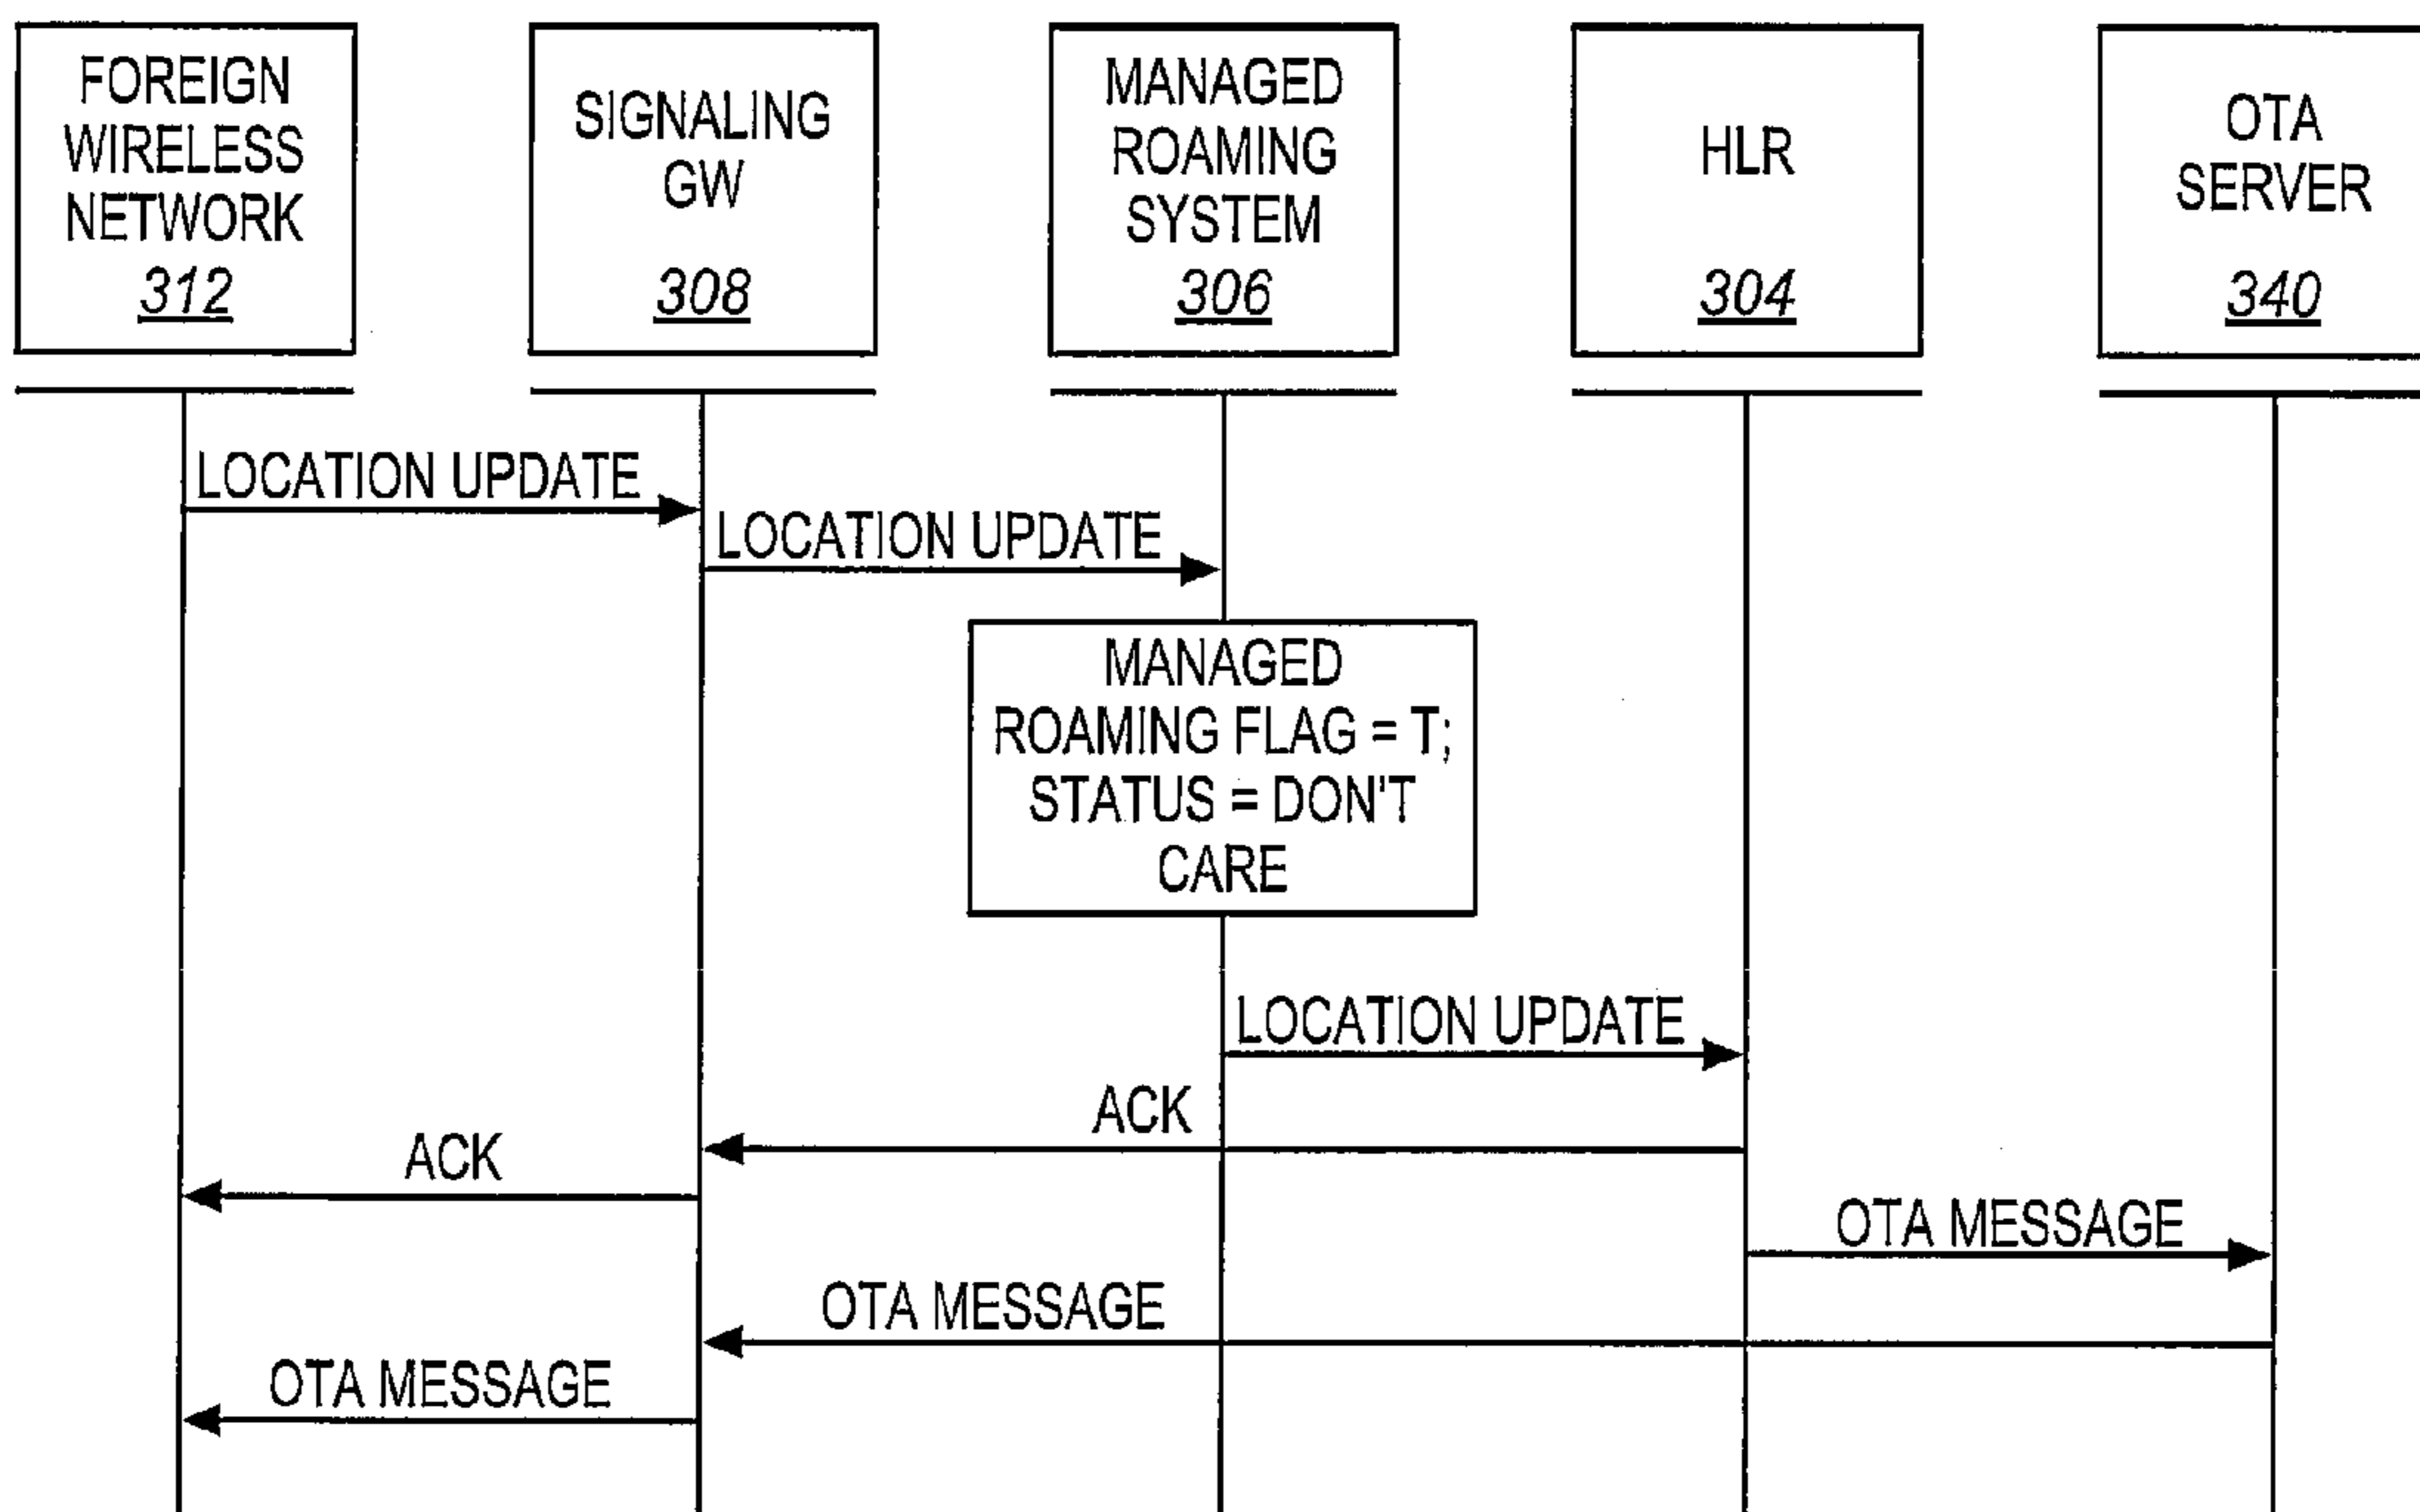 FOREIGN
WIRELESS
NETWORK
312
SIGNALING
GW
308
MANAGED
ROAMING
SYSTEM
306
HLR
304
OTA
SERVER
340
LOCATION UPDATE
LOCATION UPDATE
MANAGED
ROAMING FLAG = T;
STATUS = DON'T
CARE
LOCATION UPDATE
ACK
ACK
OTA MESSAGE
OTA MESSAGE
OTA MESSAGE